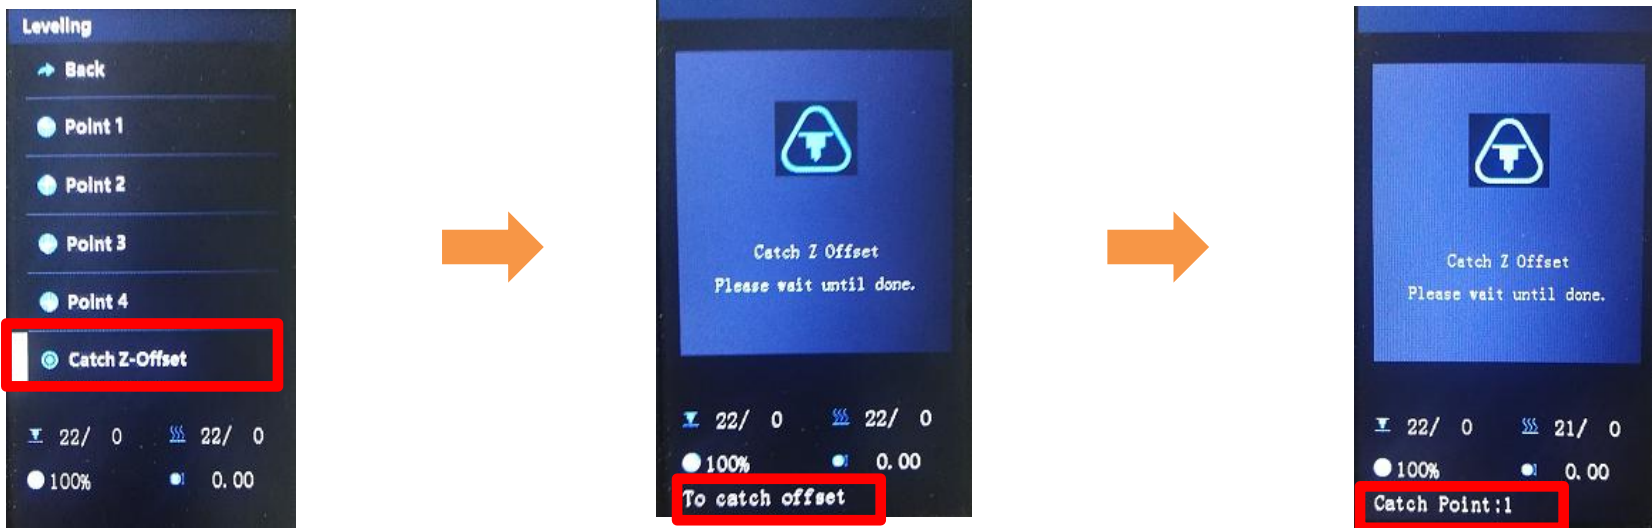 Leveling
Back
Point 1
Point 2
Point 3
Point 4
Catch Z-Offset
22/ 0 22/ 0
100% 0.00
Catch Z Offset
Please wait until done.
22/ 0 22/ 0
100% 0.00
To catch offset
Catch Z Offset
Please wait until done.
22/ 0 21/ 0
100% 0.00
Catch Point:1